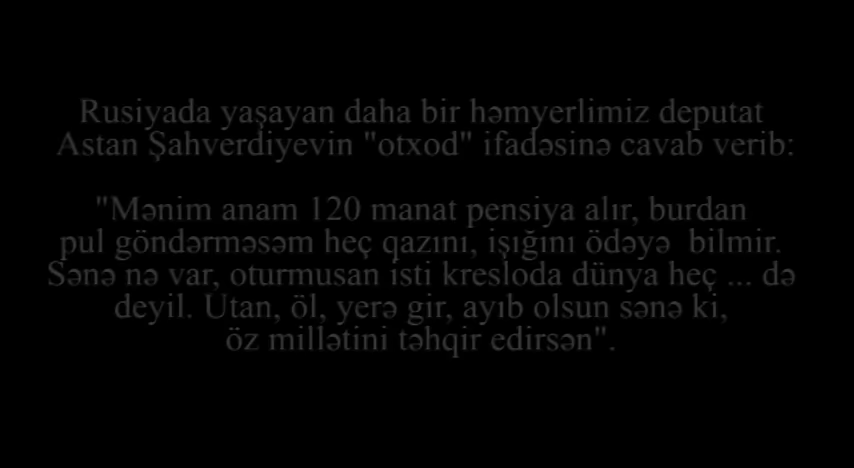 Rusiyada yaşayan daha bir həmyerlimiz deputat
Astan Şahverdiyevin "otxod" ifadəsinə cavab verib:
"Mənim anam 120 manat pensiya alır, burdan
pul göndərməsəm heç qazını, işığını ödəyə bilmir.
Sənə nə var, oturmusan isti kresloda dünya heç ... də
deyil. Utan, öl, yerə gir, ayıb olsun sənə ki,
öz millətini təhqir edirsən".